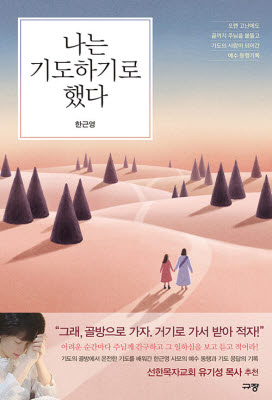 나는
기도하기로
했다
한근영
오랜 고난에도
끝까지 주님을 붙들고
기도의 사람이 되어간
예수 동행기록
“그래, 골방으로 가자. 거기로 가서 받아 적자!”
어려운 순간마다 주님께 간구하고 그 일하심을 보고 듣고 적어라!
기도의 골방에서 온전한 기도를 배워간 한근영 사모의 예수 동행과 기도 응답의 기록
선한목자교회 유기성 목사 추천
규장